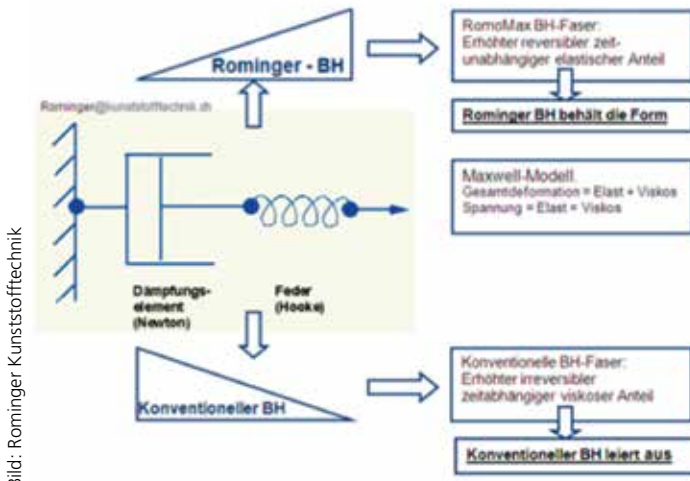 Rominger - BH
RomoMax BH-Faser:
Erhöhter reversibler zeit-
unabhängiger elastischer Anteil
Rominger BH behält die Form
Rominger@kunststofftechnik.ch
Maxwell-Modell
Gesamtdeformation = Elast + Viskos
Spannung = Elast = Viskos
Dämpfungs-
element
(Newton)
Feder
(Hooke)
Konventioneller BH
Konventionelle BH-Faser:
Erhöhter irreversibler
zeitabhängiger viskoser Anteil
Konventioneller BH leiert aus
Bild: Rominger Kunststofftechnik